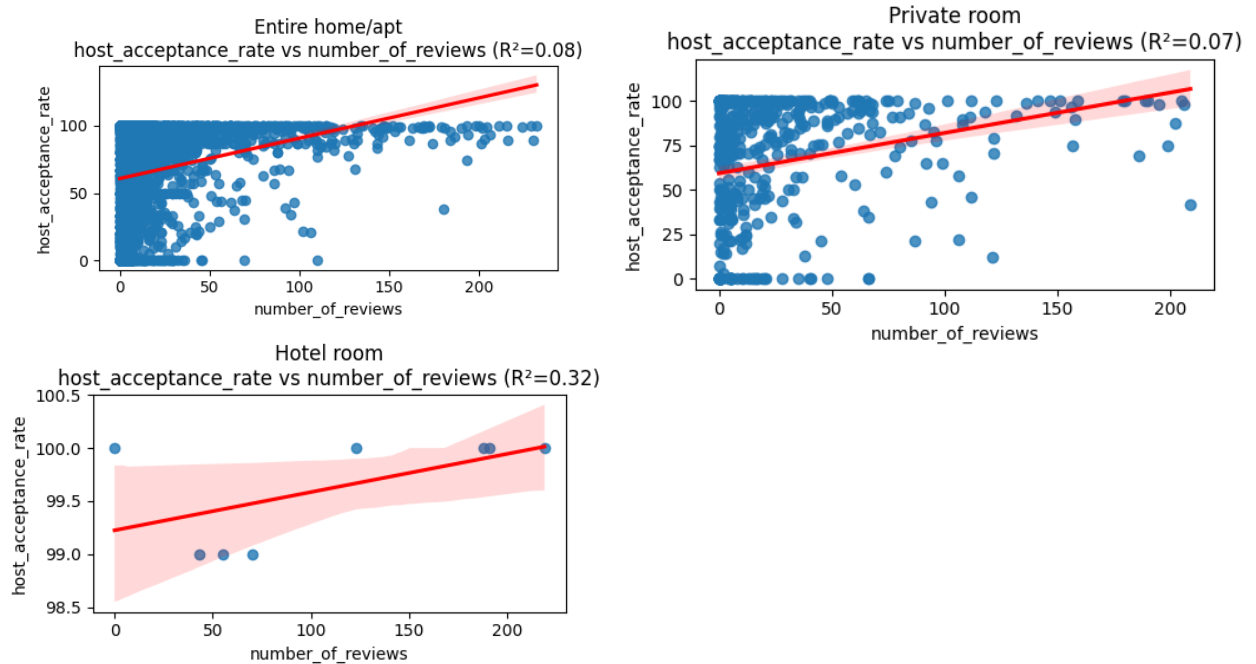 Entire home/apt
host_acceptance_rate vs number_of_reviews (R²=0.08)
host_acceptance_rate
100
50
0
0 50 100 150 200
number_of_reviews
Private room
host_acceptance_rate vs number_of_reviews (R²=0.07)
host_acceptance_rate
100
75
50
25
0
0 50 100 150 200
number_of_reviews
Hotel room
host_acceptance_rate vs number_of_reviews (R²=0.32)
host_acceptance_rate
100.5
100.0
99.5
99.0
98.5
0 50 100 150 200
number_of_reviews